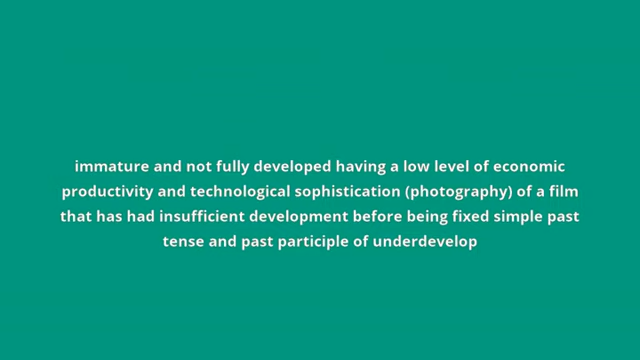 immature and not fully developed having a low level of economic
productivity and technological sophistication (photography) of a film
that has had insufficient development before being fixed simple past
tense and past participle of underdevelop